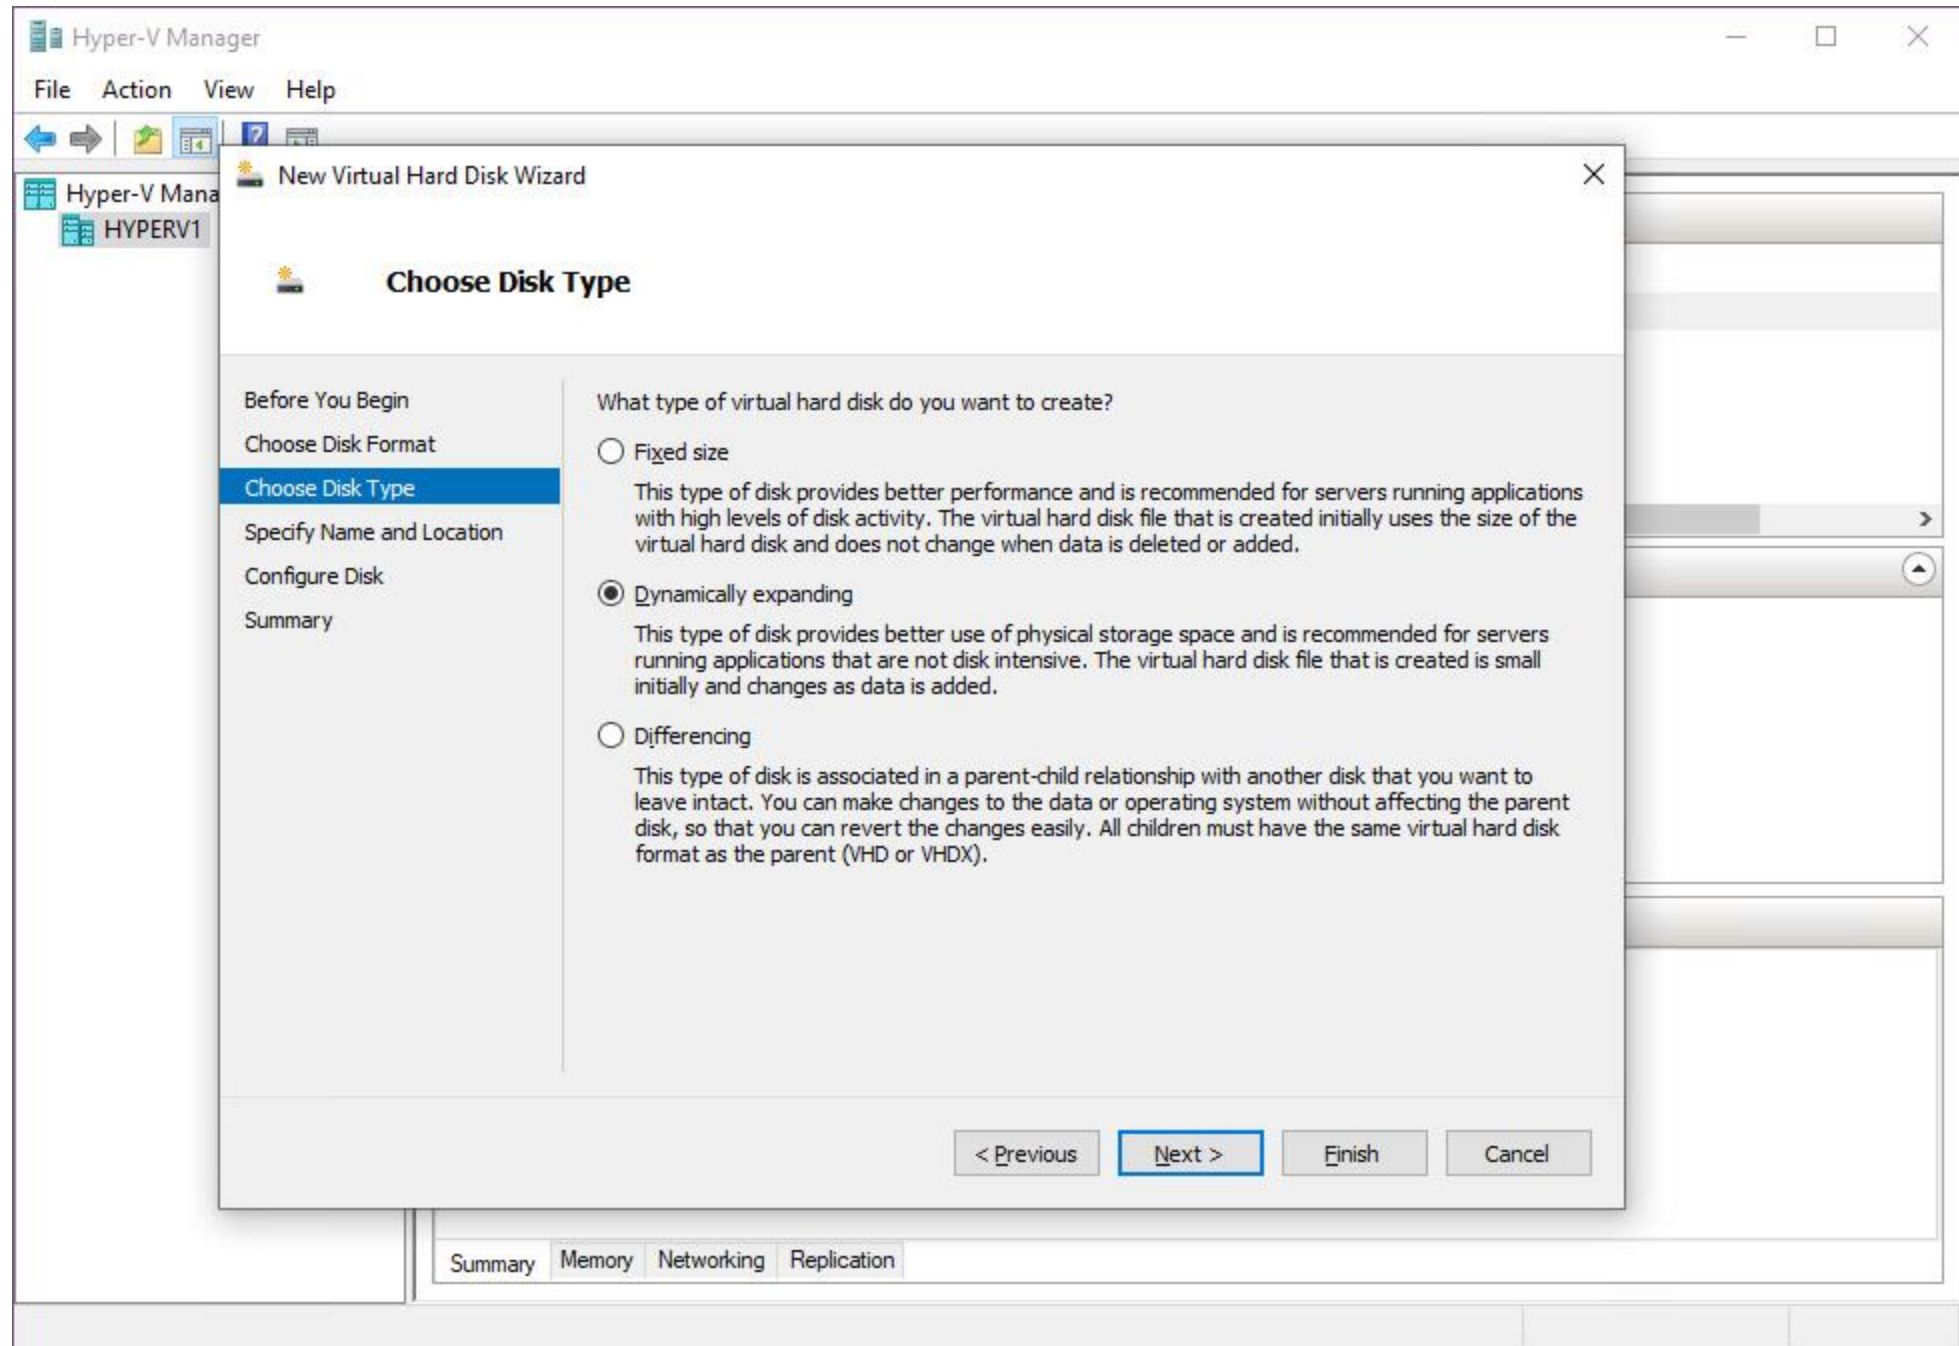 Hyper-V Manager
File Action View Help
Hyper-V Mana
HYPERV1
New Virtual Hard Disk Wizard
Choose Disk Type
Before You Begin
Choose Disk Format
Choose Disk Type
Specify Name and Location
Configure Disk
Summary
What type of virtual hard disk do you want to create?
Fixed size
This type of disk provides better performance and is recommended for servers running applications
with high levels of disk activity. The virtual hard disk file that is created initially uses the size of the
virtual hard disk and does not change when data is deleted or added.
Dynamically expanding
This type of disk provides better use of physical storage space and is recommended for servers
running applications that are not disk intensive. The virtual hard disk file that is created is small
initially and changes as data is added.
Differencing
This type of disk is associated in a parent-child relationship with another disk that you want to
leave intact. You can make changes to the data or operating system without affecting the parent
disk, so that you can revert the changes easily. All children must have the same virtual hard disk
format as the parent (VHD or VHDX).
< Previous Next > Finish Cancel
Summary Memory Networking Replication